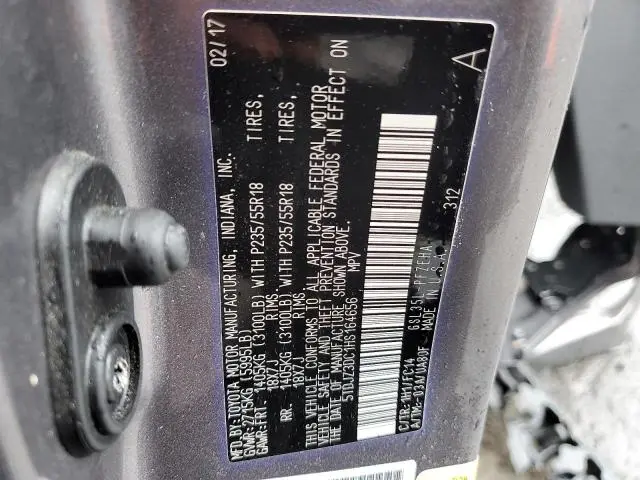 02/17
A
MFD.BY:TOYOTA MOTOR MANUFACTURING, INDIANA, INC.
GVWR:2715KG (5995LB)
GAWR:FRT. 1405KG (3100LB) WITH P235/55R18 TIRES,
18X7J RIMS
RR. 1405KG (3100LB) WITH P235/55R18 TIRES,
18X7J RIMS
THIS VEHICLE CONFORMS TO ALL APPLICABLE FEDERAL MOTOR
VEHICLE SAFETY AND THEFT PREVENTION STANDARDS IN EFFECT ON
THE DATE OF MANUFACTURE SHOWN ABOVE.
5TDJZ3DC1HS164656 MPV
312
C/TR:
A/TM:
MADE IN U.S.A.